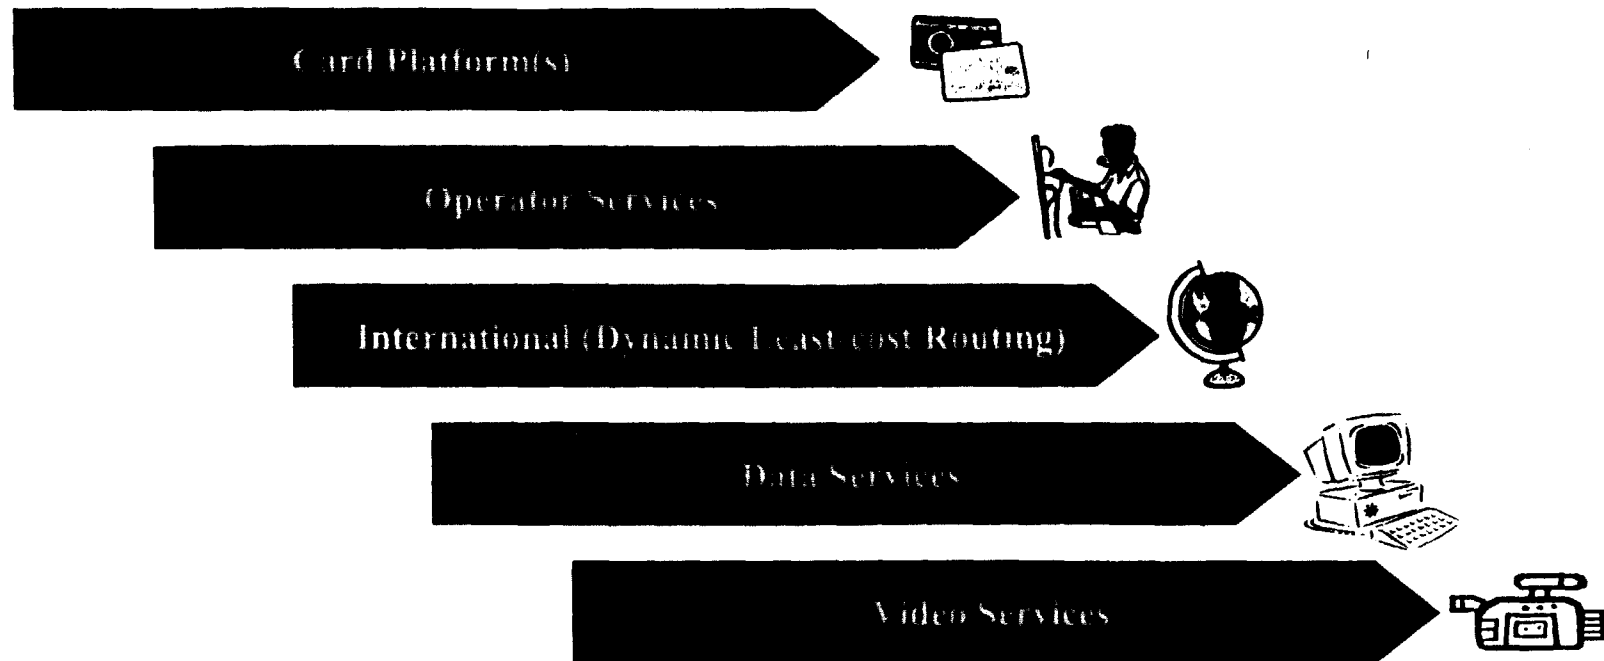 Card Platform(s)
Operator Services
International (Dynamic Least-cost Routing)
Data Services
Video Services